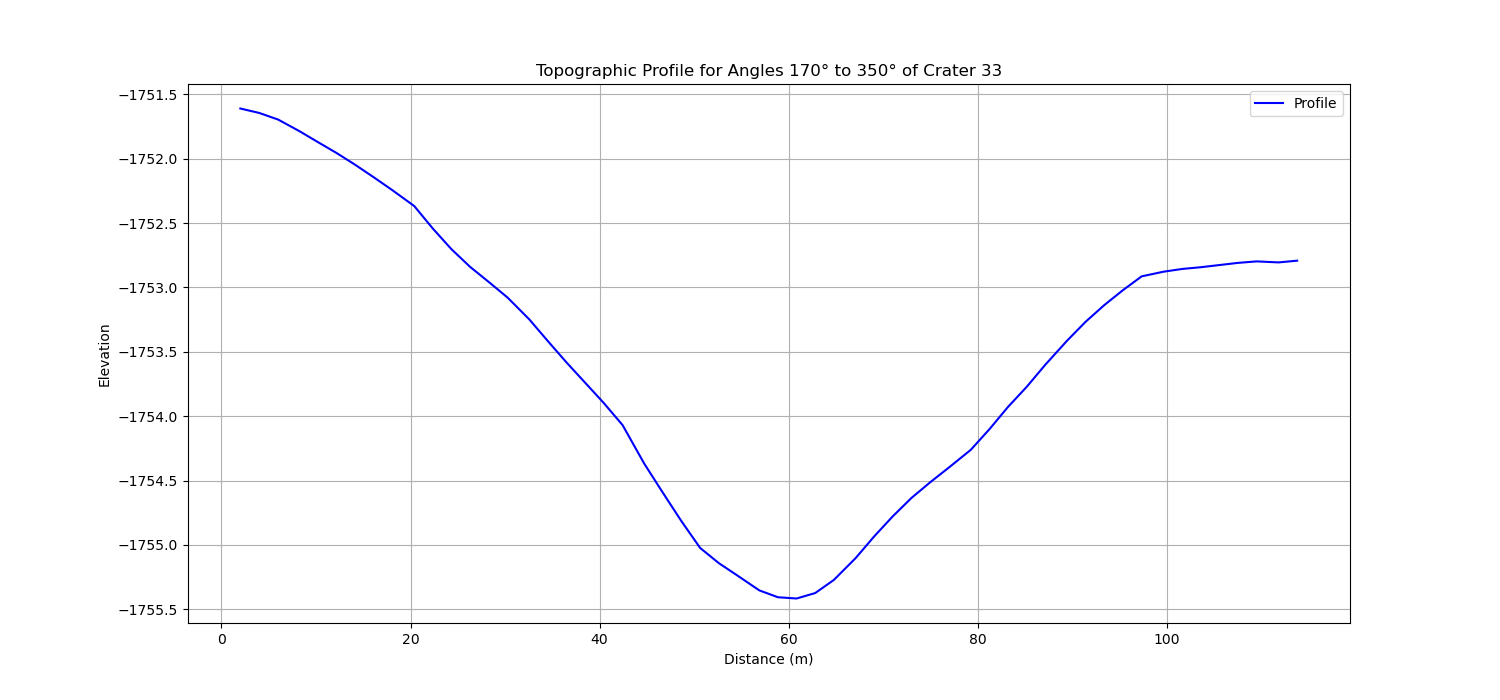 Topographic Profile for Angles 170° to 350° of Crater 33
Profile
Elevation
−1751.5
−1752.0
−1752.5
−1753.0
−1753.5
−1754.0
−1754.5
−1755.0
−1755.5
0 20 40 60 80 100
Distance (m)